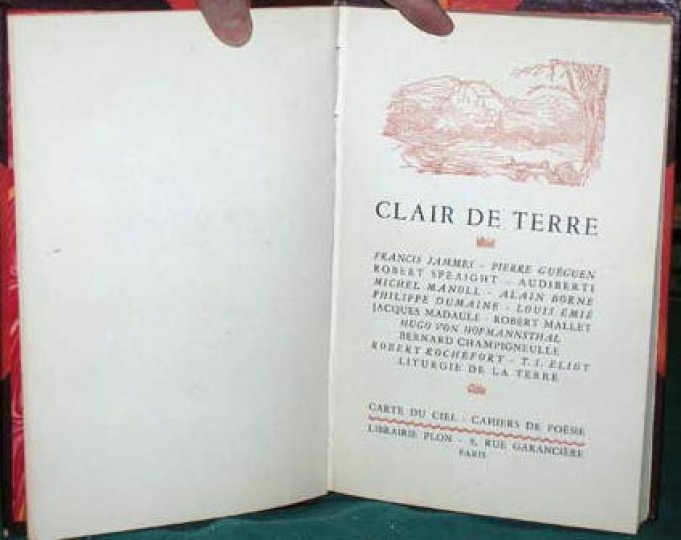 CLAIR DE TERRE
FRANCIS JAMMES - PIERRE GUÉGUEN
ROBERT SPEAIGHT - AUDIBERTI
MICHEL MANOLL - ALAIN BORNE
PHILIPPE DUMAINE - LOUIS ÉMIÉ
JACQUES MADAULE - ROBERT MALLET
HUGO VON HOFMANNSTHAL
BERNARD CHAMPIGNEULLE
ROBERT ROCHEFORT - T. S. ELIOT
LITURGIE DE LA TERRE
CARTE DU CIEL - CAHIERS DE POÉSIE
LIBRAIRIE PLON - 8, RUE GARANCIÈRE
PARIS